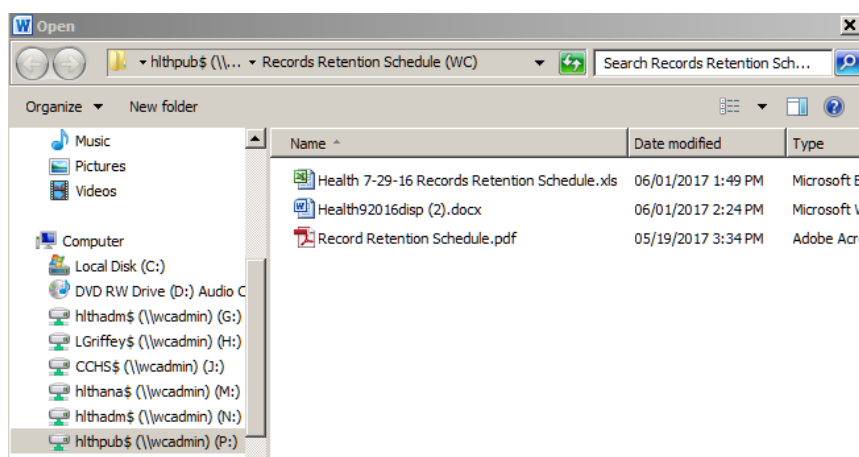 Open
hlthpub$ (\\... Records Retention Schedule (WC)
Search Records Retention Sch...
Organize
New folder
Music
Pictures
Videos
Computer
Local Disk (C:)
DVD RW Drive (D:) Audio C
hlthadm$ (\\wcadmin) (G:)
LGriffey$ (\\wcadmin) (H:)
CCHS$ (\\wcadmin) (J:)
hlthana$ (\\wcadmin) (M:)
hlthadm$ (\\wcadmin) (N:)
hlthpub$ (\\wcadmin) (P:)
Name Date modified Type
Health 7-29-16 Records Retention Schedule.xls 06/01/2017 1:49 PM Microsoft E
Health92016disp (2).docx 06/01/2017 2:24 PM Microsoft W
Record Retention Schedule.pdf 05/19/2017 3:34 PM Adobe Acr